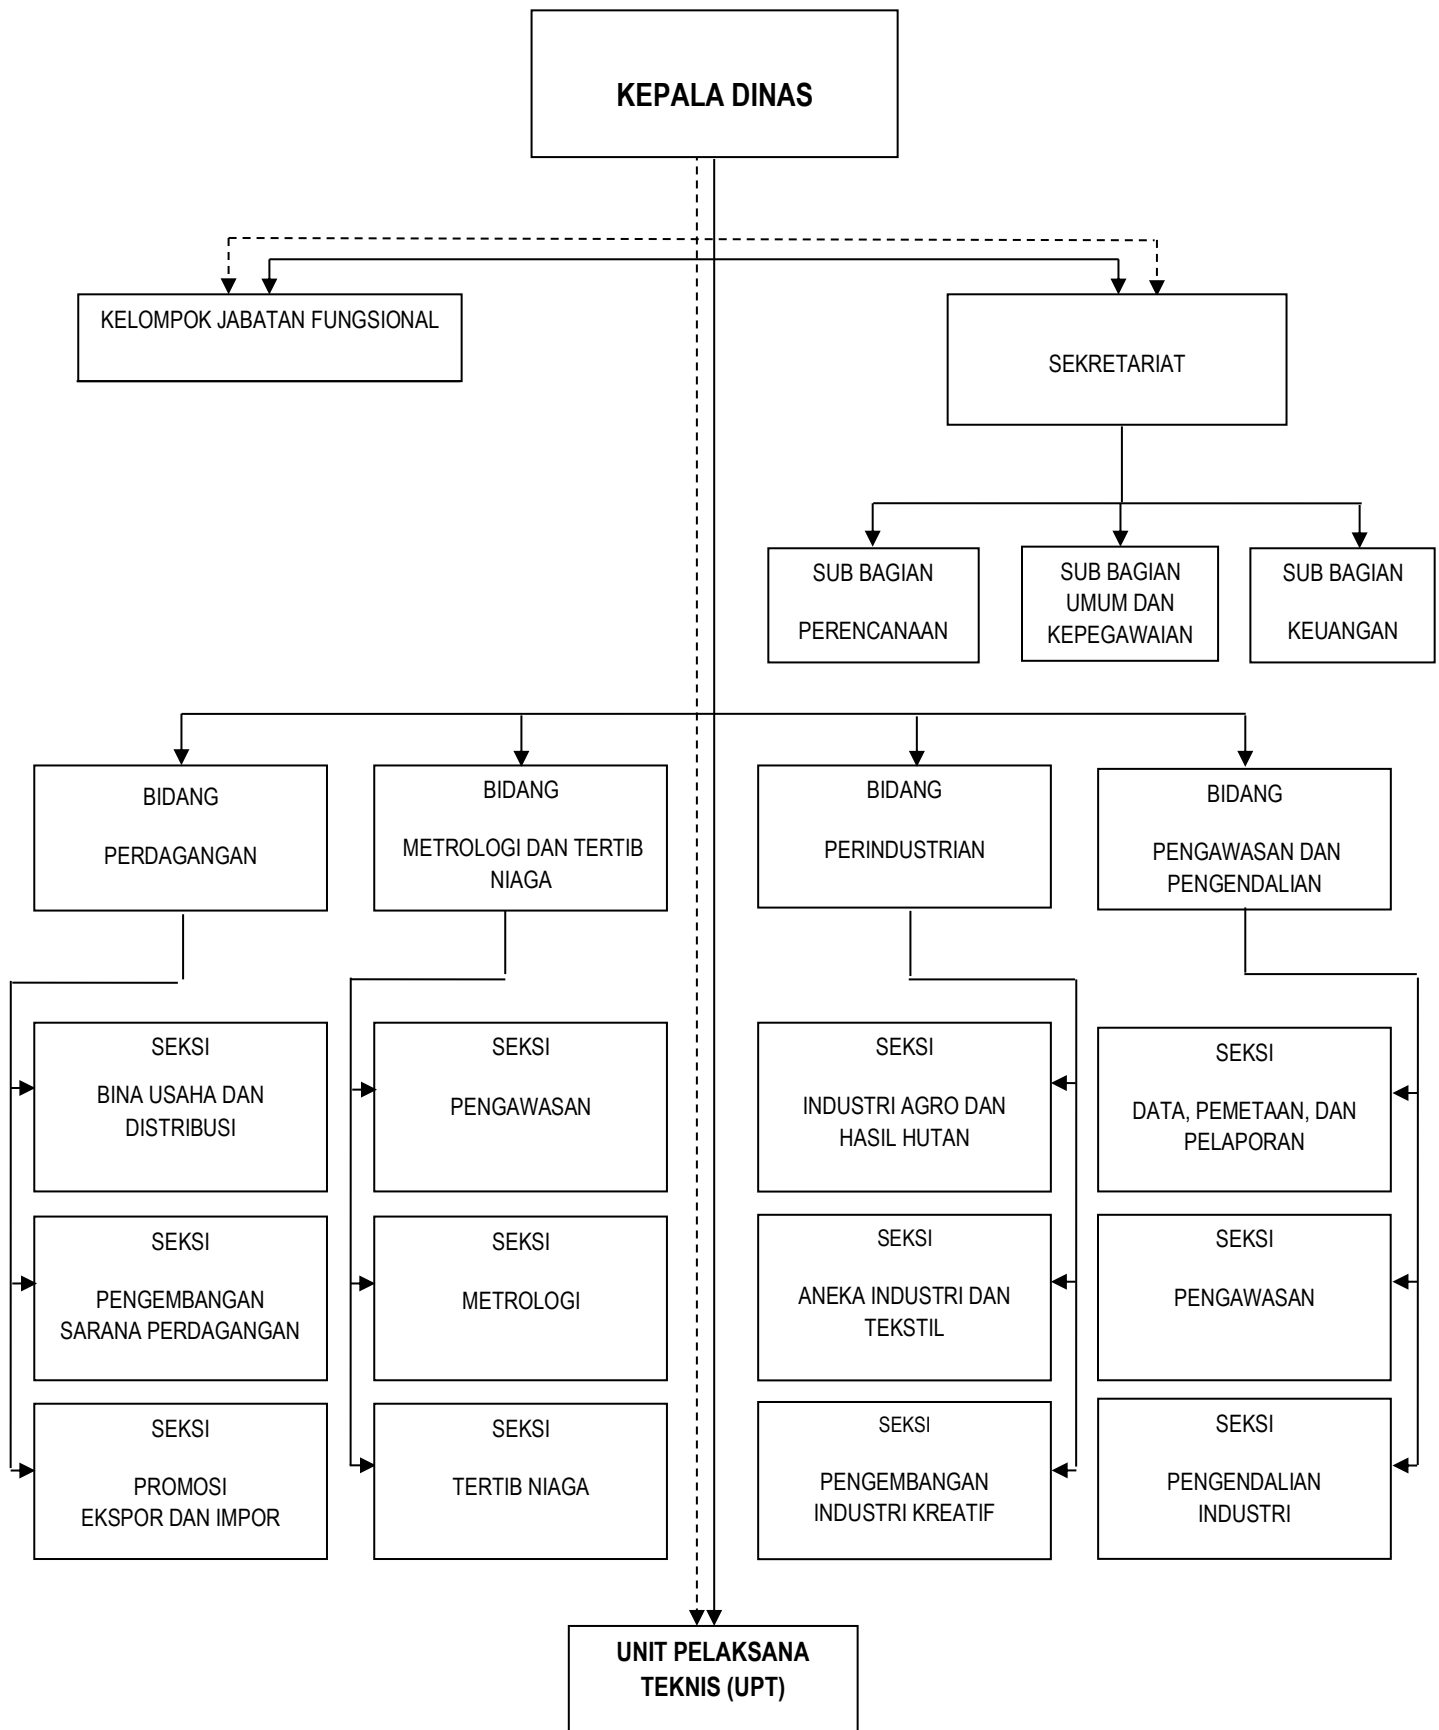 KEPALA DINAS
KELOMPOK JABATAN FUNGSIONAL
SEKRETARIAT
SUB BAGIAN
PERENCANAAN
SUB BAGIAN
UMUM DAN
KEPEGAWAIAN
SUB BAGIAN
KEUANGAN
BIDANG
PERDAGANGAN
BIDANG
METROLOGI DAN TERTIB
NIAGA
BIDANG
PERINDUSTRIAN
BIDANG
PENGAWASAN DAN
PENGENDALIAN
SEKSI
BINA USAHA DAN
DISTRIBUSI
SEKSI
PENGAWASAN
SEKSI
INDUSTRI AGRO DAN
HASIL HUTAN
SEKSI
DATA, PEMETAAN, DAN
PELAPORAN
SEKSI
PENGEMBANGAN
SARANA PERDAGANGAN
SEKSI
METROLOGI
SEKSI
ANEKA INDUSTRI DAN
TEKSTIL
SEKSI
PENGAWASAN
SEKSI
PROMOSI
EKSPOR DAN IMPOR
SEKSI
TERTIB NIAGA
SEKSI
PENGEMBANGAN
INDUSTRI KREATIF
SEKSI
PENGENDALIAN
INDUSTRI
UNIT PELAKSANA
TEKNIS (UPT)